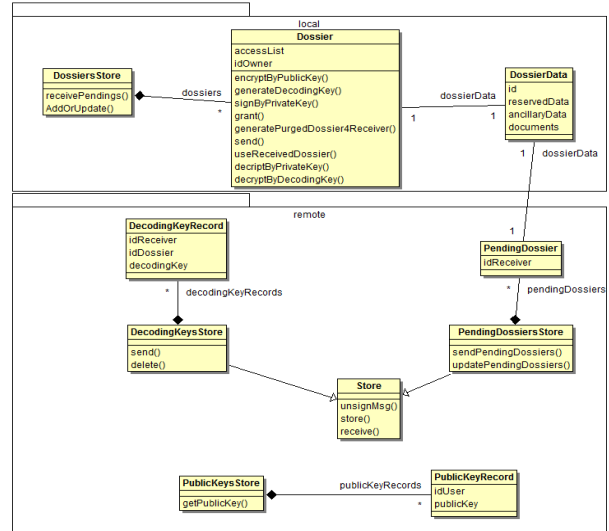 local
Dossier
accessList
idOwner
encryptByPublicKey()
generateDecodingKey()
signByPrivateKey()
grant()
generatePurgedDossier4Receiver()
send()
useReceivedDossier()
decriptByPrivateKey()
decryptByDecodingKey()
DossiersStore
receivePendings()
AddOrUpdate()
dossiers
*
dossierData
1
1
DossierData
id
reservedData
ancillaryData
documents
1
dossierData
remote
1
DecodingKeyRecord
idReceiver
idDossier
decodingKey
PendingDossier
idReceiver
*
decodingKeyRecords
*
pendingDossiers
DecodingKeysStore
send()
delete()
PendingDossiersStore
sendPendingDossiers()
updatePendingDossiers()
Store
unsignMsg()
store()
receive()
PublicKeysStore
getPublicKey()
publicKeyRecords
*
PublicKeyRecord
idUser
publicKey